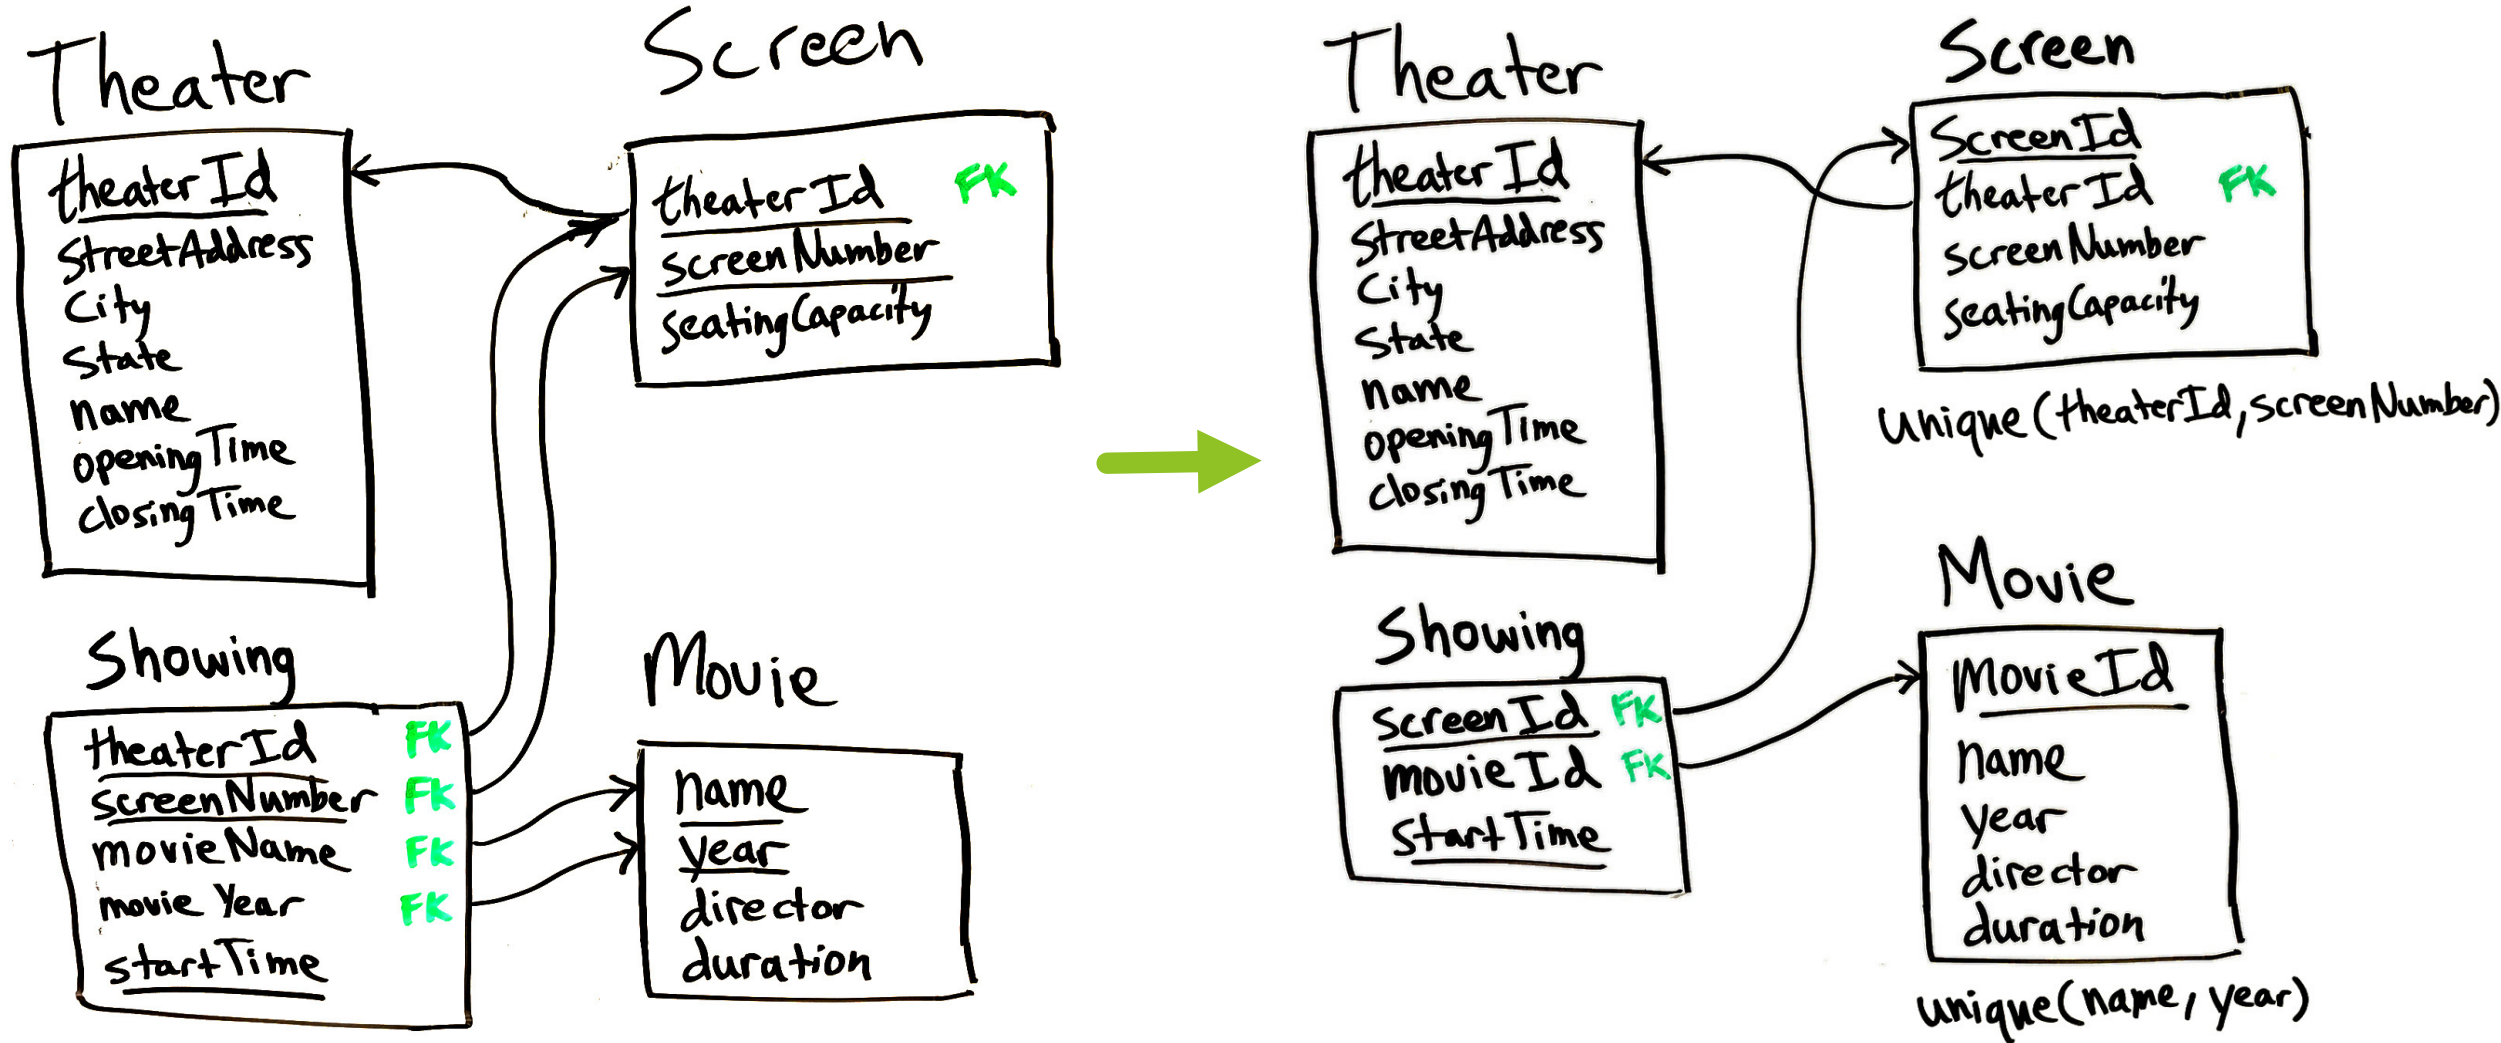 Theater
theaterId
streetAddress
City
state
name
openingTime
closingTime
Screen
theaterId FK
screenNumber
seatingCapacity
Showing
theaterId FK
screenNumber FK
movieName FK
movie Year FK
startTime
Movie
name
year
director
duration
Theater
theaterId
streetAddress
City
state
name
openingTime
closingTime
Screen
ScreenId
theaterId FK
screenNumber
seatingCapacity
unique(theaterId, screenNumber)
Showing
screenId FK
movieId FK
startTime
Movie
MovieId
name
year
director
duration
unique(name, year)